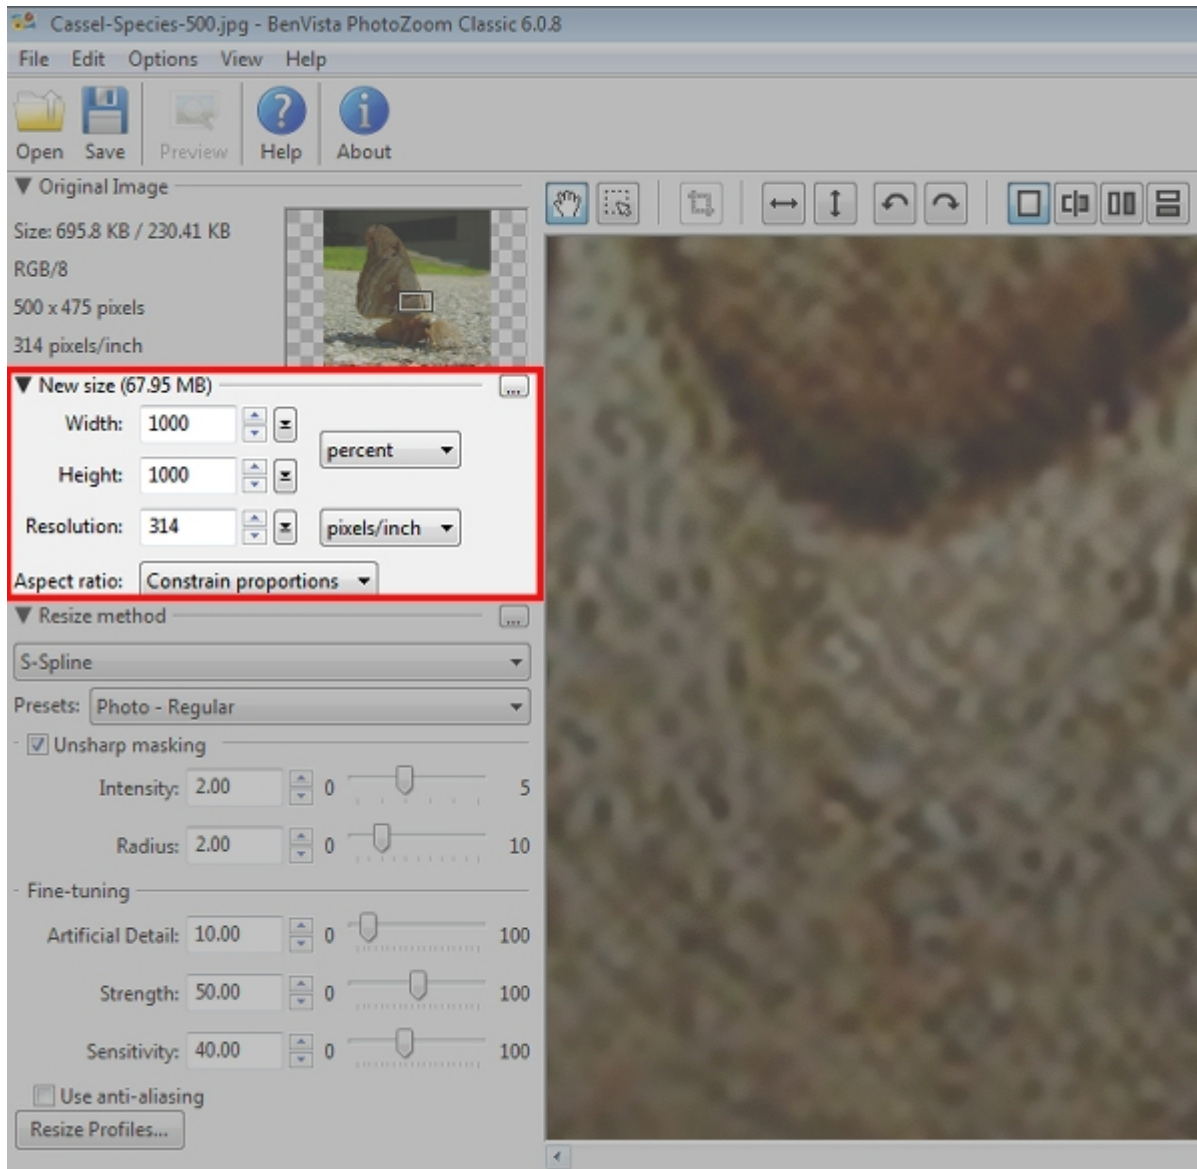 Cassel-Species-500.jpg - BenVista PhotoZoom Classic 6.0.8
File Edit Options View Help
Open Save Preview Help About
Original Image
Size: 695.8 KB / 230.41 KB
RGB/8
500 x 475 pixels
314 pixels/inch
New size (67.95 MB) ...
Width: 1000
percent
Height: 1000
Resolution: 314 pixels/inch
Aspect ratio: Constrain proportions
Resize method ...
S-Spline
Presets: Photo - Regular
Unsharp masking
Intensity: 2.00 0 5
Radius: 2.00 0 10
Fine-tuning
Artificial Detail: 10.00 0 100
Strength: 50.00 0 100
Sensitivity: 40.00 0 100
Use anti-aliasing
Resize Profiles...